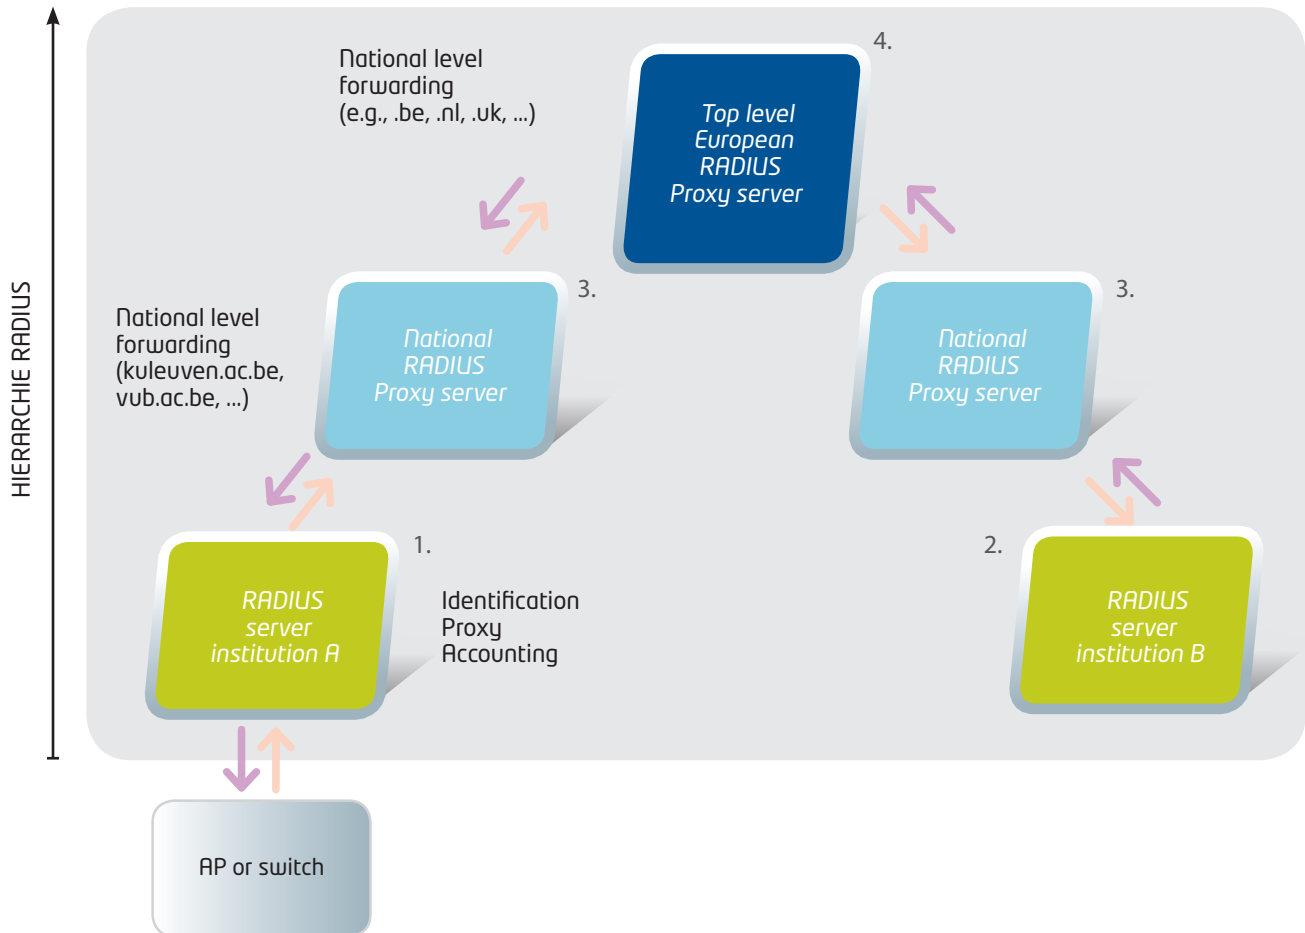 4.
National level
forwarding
(e.g., .be, .nl, .uk, ...)
Top level
European
RADIUS
Proxy server
HIERARCHIE RADIUS
3.
3.
National level
forwarding
(kuleuven.ac.be,
vub.ac.be, ...)
National
RADIUS
Proxy server
National
RADIUS
Proxy server
1.
2.
RADIUS
server
institution A
Identification
Proxy
Accounting
RADIUS
server
institution B
AP or switch